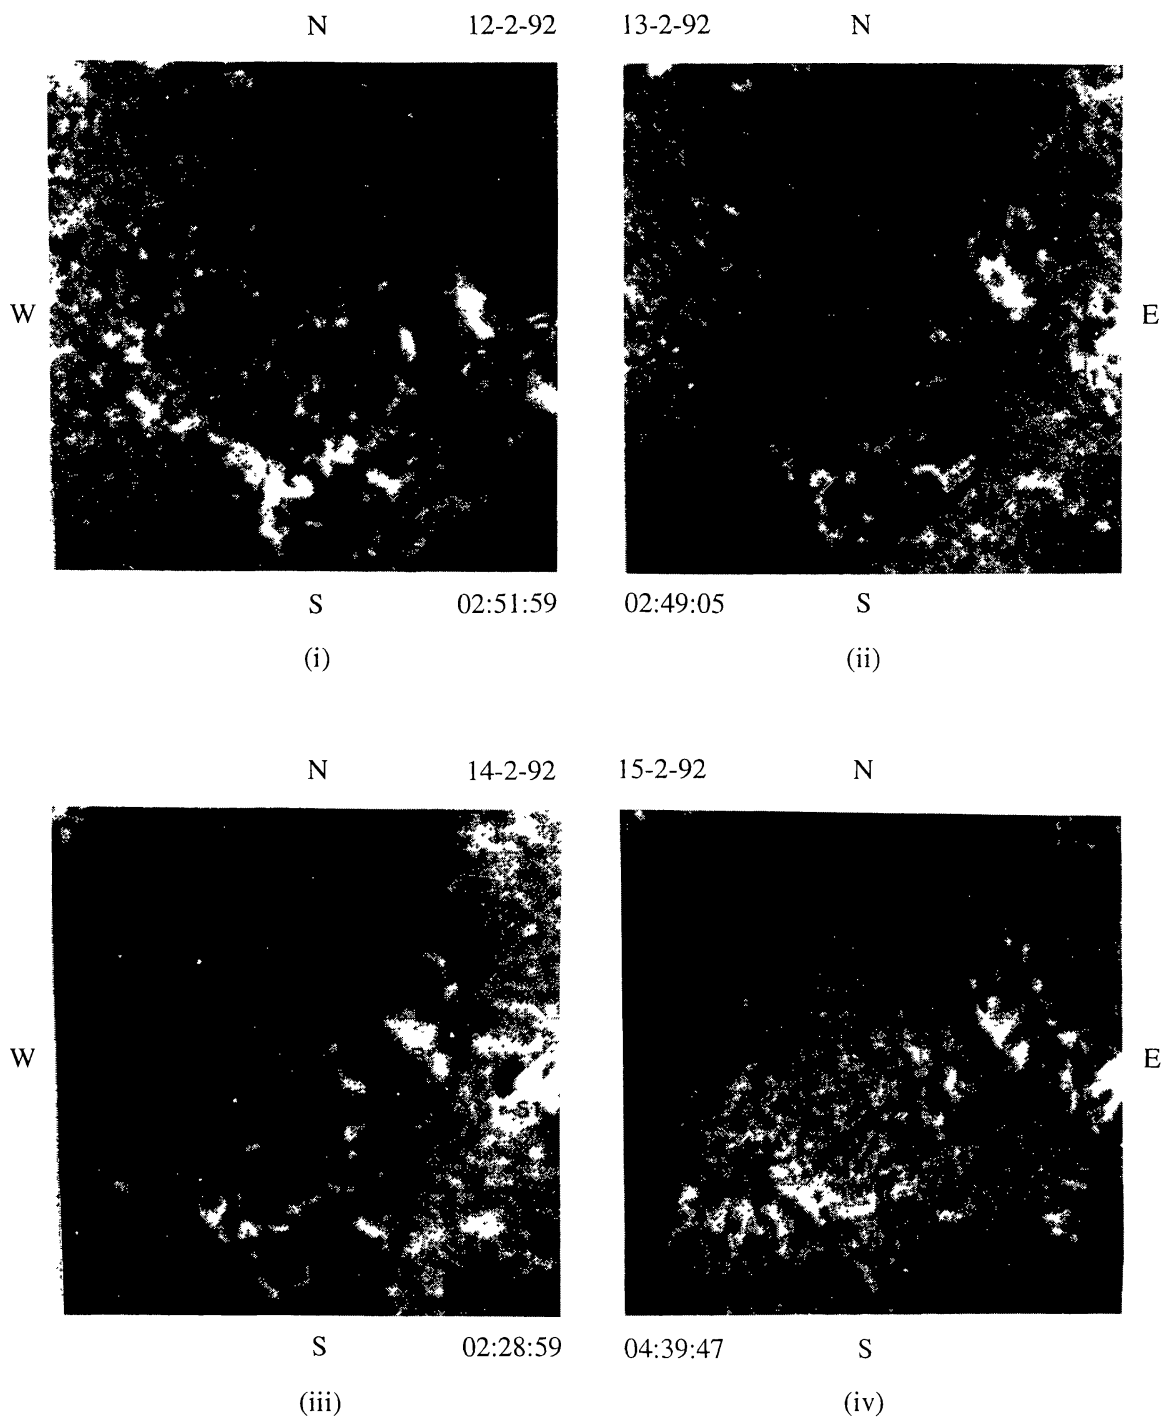 N 12-2-92 13-2-92 N
W E
S 02:51:59 02:49:05 S
(i) (ii)
N 14-2-92 15-2-92 N
W E
S 02:28:59 04:39:47 S
(iii) (iv)